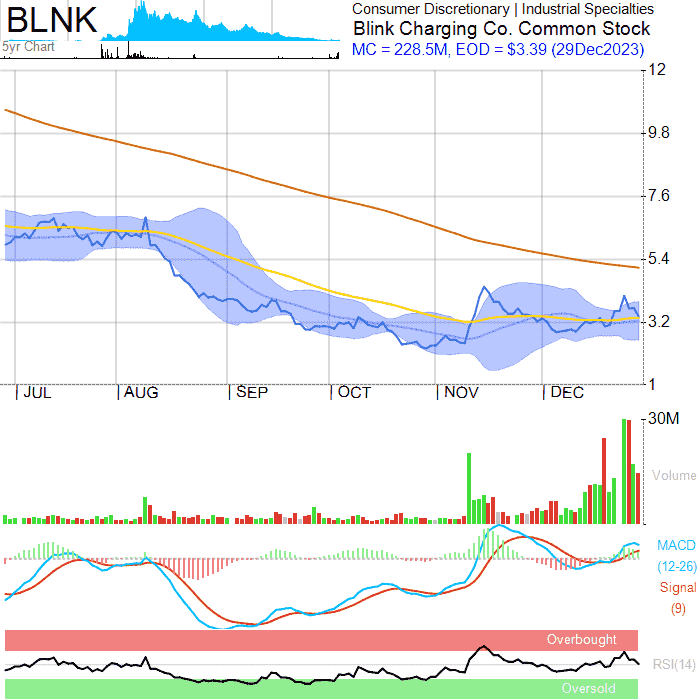 BLNK
5yr Chart
Consumer Discretionary | Industrial Specialties
Blink Charging Co. Common Stock
MC = 228.5M, EOD = $3.39 (29Dec2023)
12
9.8
7.6
5.4
3.2
1
JUL
AUG
SEP
OCT
NOV
DEC
30M
Volume
MACD
(12-26)
Signal
(9)
Overbought
RSI(14)
Oversold